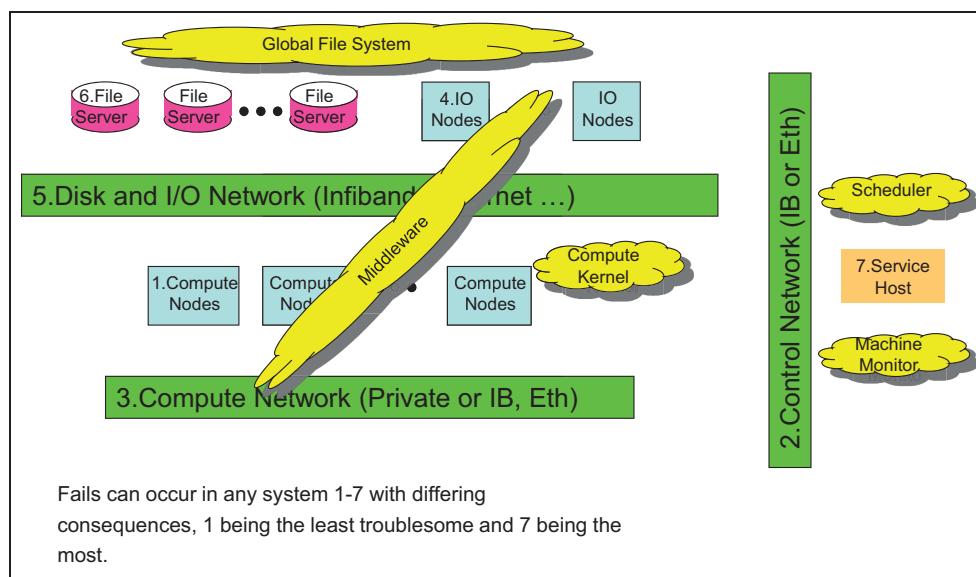 Global File System
6.File
Server
File
Server
File
Server
4.IO
Nodes
IO
Nodes
5.Disk and I/O Network (Infiband, rnet …)
Middleware
1.Compute
Nodes
Compu
Nod
Compute
Nodes
Compute
Kernel
3.Compute Network (Private or IB, Eth)
2.Control Network (IB or Eth)
Scheduler
7.Service
Host
Machine
Monitor
Fails can occur in any system 1-7 with differing
consequences, 1 being the least troublesome and 7 being the
most.